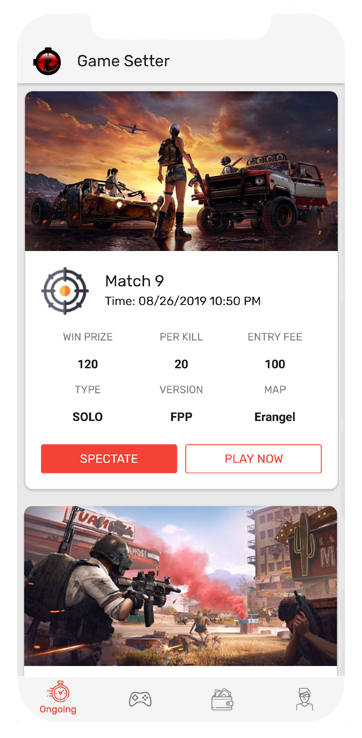 Game Setter
Match 9
Time: 08/26/2019 10:50 PM
WIN PRIZE PER KILL ENTRY FEE
120 20 100
TYPE VERSION MAP
SOLO FPP Erangel
SPECTATE PLAY NOW
Ongoing